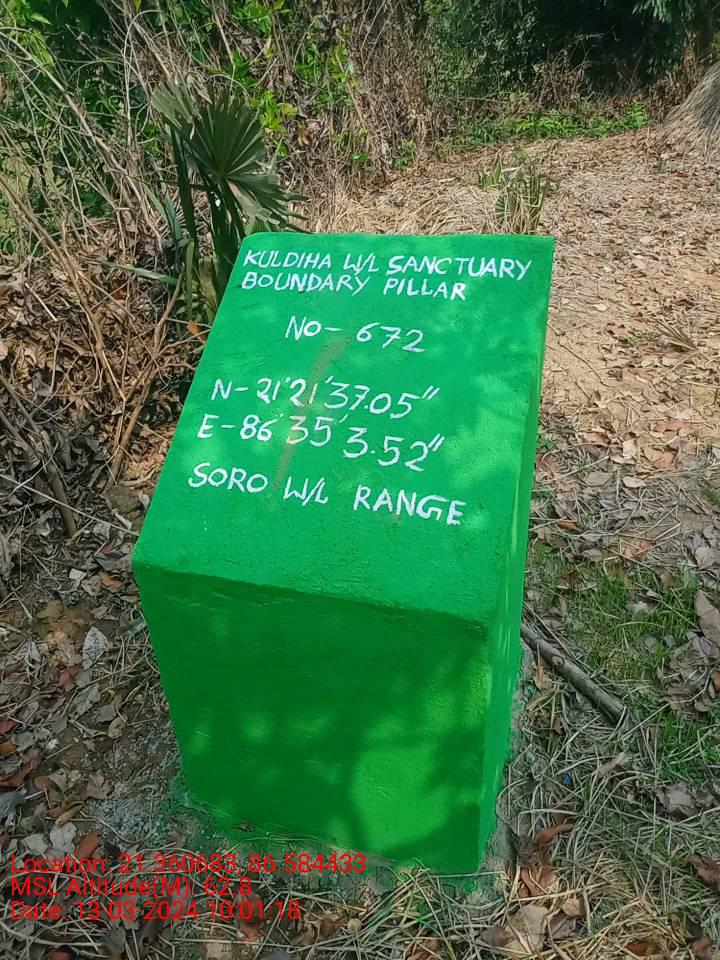 KULDIHA W/L SANCTUARY
BOUNDARY PILLAR
NO- 672
N-21°21'37.05"
E-86°35'3.52"
SORO W/L RANGE
Location: 21.360683, 86.584433
MSL Altitude(M). 62.8
Date: 13-03-2024 10:01:18